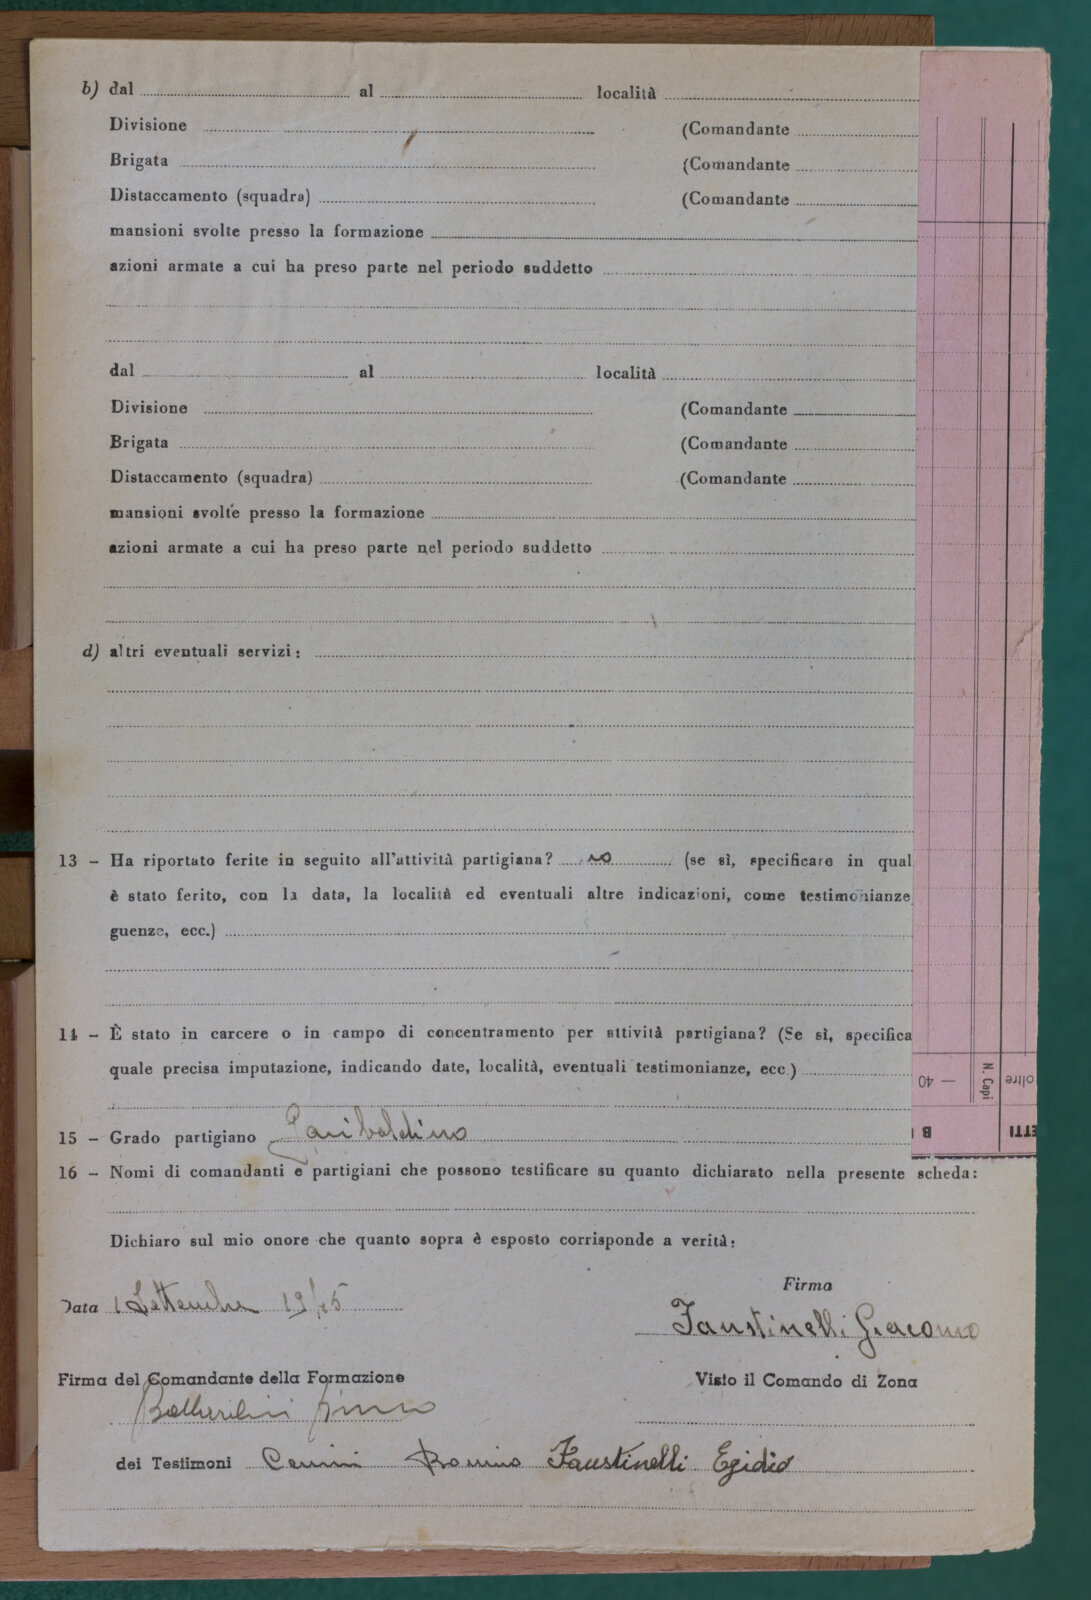 b) dal al località
Divisione (Comandante
Brigata (Comandante
Distaccamento (squadra) (Comandante
mansioni svolte presso la formazione
azioni armate a cui ha preso parte nel periodo suddetto
dal al località
Divisione (Comandante
Brigata (Comandante
Distaccamento (squadra) (Comandante
mansioni svolte presso la formazione
azioni armate a cui ha preso parte nel periodo suddetto
d) altri eventuali servizi:
13 - Ha riportato ferite in seguito all'attività partigiana? no (se sì, specificare in qual
è stato ferito, con la data, la località ed eventuali altre indicazioni, come testimonianze
guenze, ecc.)
14 - È stato in carcere o in campo di concentramento per attività partigiana? (Se sì, specifica
quale precisa imputazione, indicando date, località, eventuali testimonianze, ecc.)
— 40
N. Capi
oltre
15 - Grado partigiano Garibaldino
B
ETTI
16 - Nomi di comandanti e partigiani che possono testificare su quanto dichiarato nella presente scheda:
Dichiaro sul mio onore che quanto sopra è esposto corrisponde a verità:
Firma
Data 1 Settembre 1945
Faustinelli Giacomo
Firma del Comandante della Formazione Visto il Comando di Zona
dei Testimoni Faustinelli Egidio